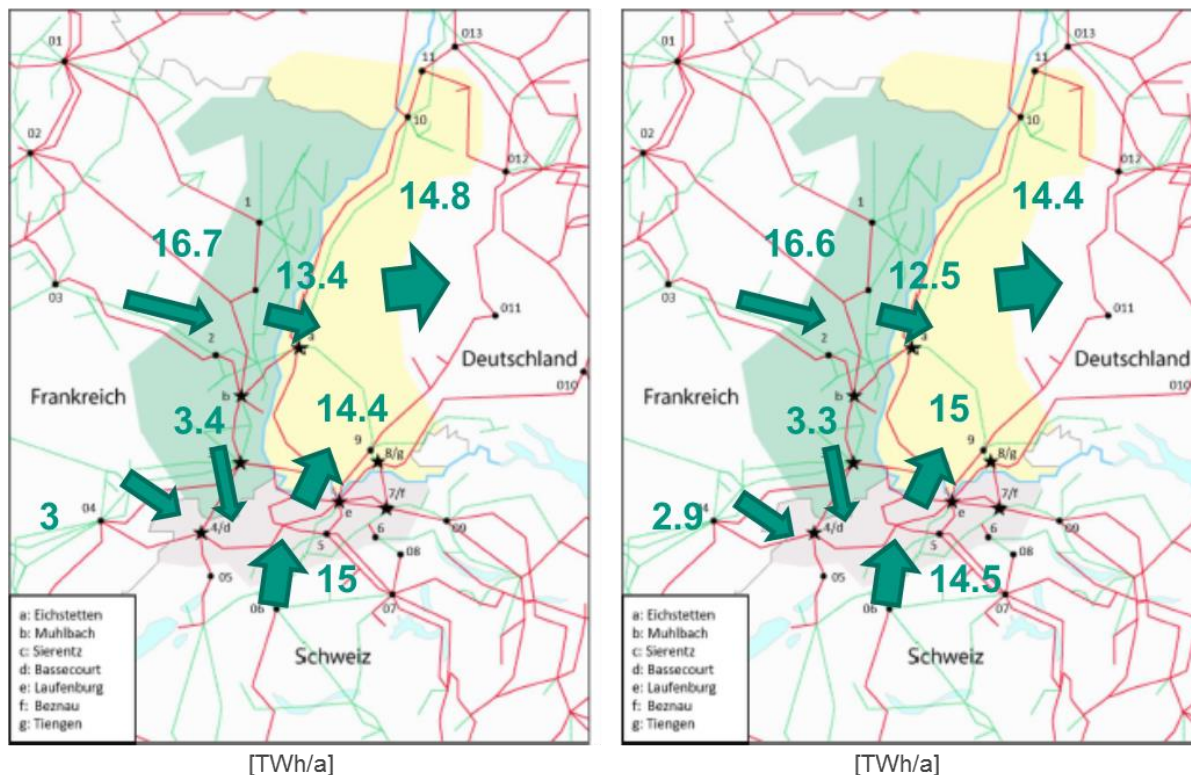 013
01
11
10
02
012
14.8
1
16.7
13.4
03
011
2
a
Deutschland
010
Frankreich
b
3.4
14.4
9
8/g
3
04
7/f
e
4/d
6
09
5
08
05
15
06
07
Schweiz
a: Eichstetten
b: Muhlbach
c: Sierentz
d: Bassecourt
e: Laufenburg
f: Beznau
g: Tiengen
[TWh/a]
013
01
11
10
02
012
14.4
1
16.6
12.5
03
011
2
a
Deutschland
010
Frankreich
b
3.3
15
9
8/g
2.9
7/f
e
4/d
6
09
5
08
05
14.5
06
07
Schweiz
a: Eichstetten
b: Muhlbach
c: Sierentz
d: Bassecourt
e: Laufenburg
f: Beznau
g: Tiengen
[TWh/a]